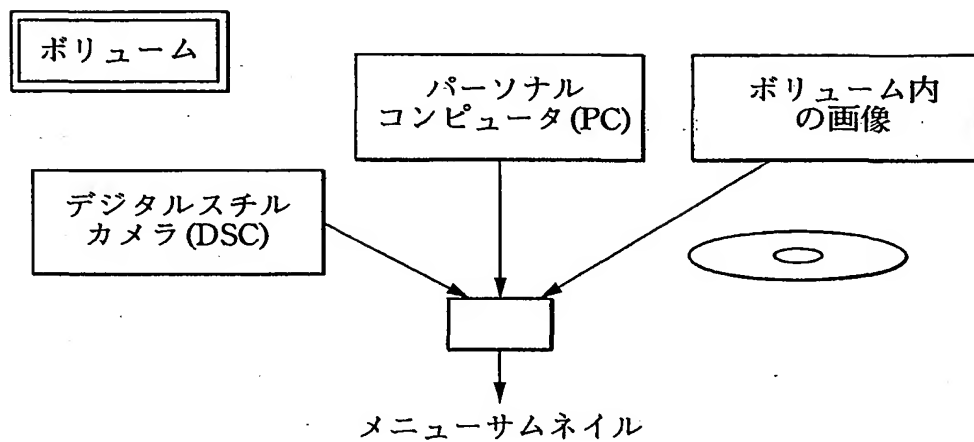 ボリューム
パーソナル
コンピュータ(PC)
ボリューム内
の画像
デジタルスチル
カメラ(DSC)
メニューサムネイル